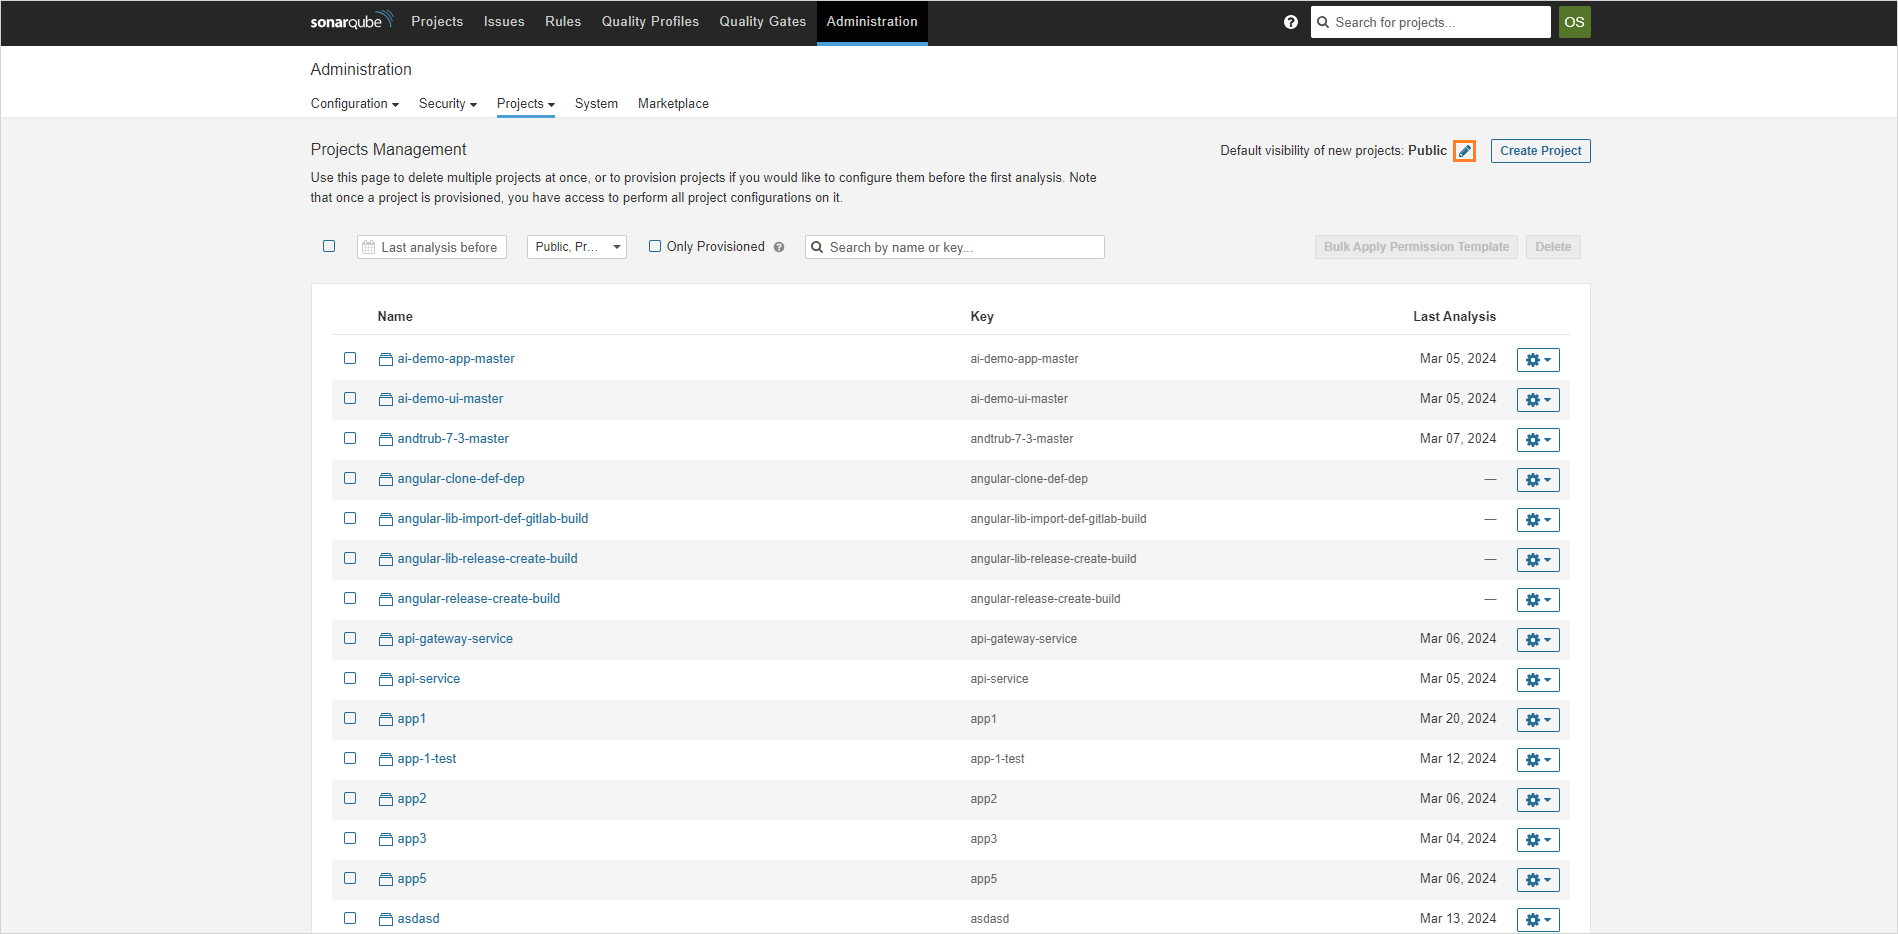 sonarqube Projects Issues Rules Quality Profiles Quality Gates Administration Search for projects... OS
Administration
Configuration Security Projects System Marketplace
Projects Management Default visibility of new projects: Public Create Project
Use this page to delete multiple projects at once, or to provision projects if you would like to configure them before the first analysis. Note
that once a project is provisioned, you have access to perform all project configurations on it.
Last analysis before Public, Pr... Only Provisioned Search by name or key... Bulk Apply Permission Template Delete
Name Key Last Analysis
ai-demo-app-master ai-demo-app-master Mar 05, 2024
ai-demo-ui-master ai-demo-ui-master Mar 05, 2024
andtrub-7-3-master andtrub-7-3-master Mar 07, 2024
angular-clone-def-dep angular-clone-def-dep —
angular-lib-import-def-gitlab-build angular-lib-import-def-gitlab-build —
angular-lib-release-create-build angular-lib-release-create-build —
angular-release-create-build angular-release-create-build —
api-gateway-service api-gateway-service Mar 06, 2024
api-service api-service Mar 05, 2024
app1 app1 Mar 20, 2024
app-1-test app-1-test Mar 12, 2024
app2 app2 Mar 06, 2024
app3 app3 Mar 04, 2024
app5 app5 Mar 06, 2024
asdasd asdasd Mar 13, 2024